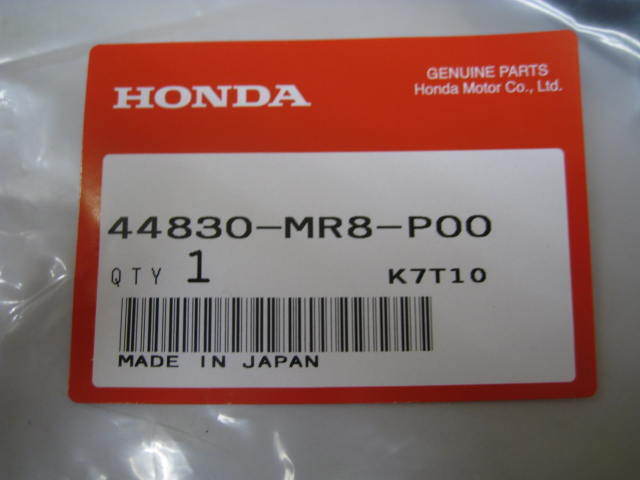 HONDA
GENUINE PARTS
Honda Motor Co., Ltd.
44830-MR8-P00
QTY 1 K7T10
MADE IN JAPAN